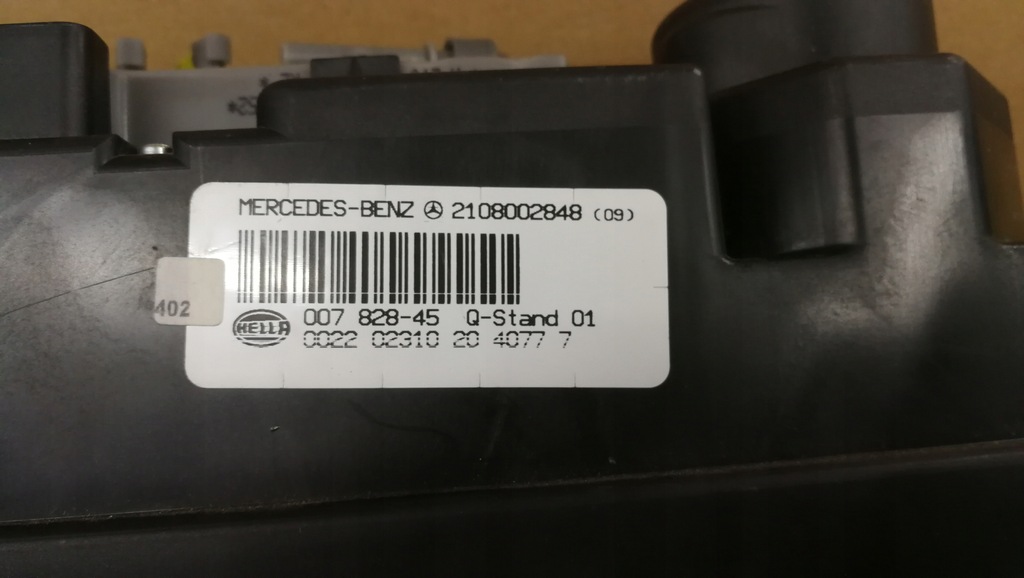 MERCEDES-BENZ 2108002848 (09)
402
HELLA 007 828-45 Q-Stand 01
0022 02310 20 4077 7